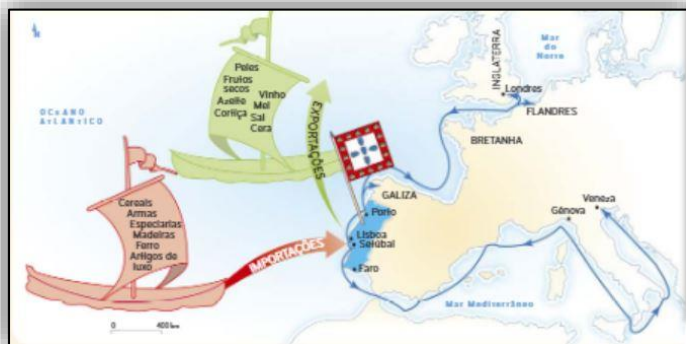 N
OCEANO
ATLÂNTICO
Peles
Frutos
secos
Azeite
Cortiça
Vinho
Mel
Sal
Cera
EXPORTAÇÕES
Cereais
Armas
Especiarias
Madeiras
Ferro
Artigos de
luxo
IMPORTAÇÕES
0 400 km
INGLATERRA
Mar
do
Norte
Londres
FLANDRES
BRETANHA
GALIZA
Porto
Lisboa
Setúbal
Faro
Génova
Veneza
Mar Mediterrâneo